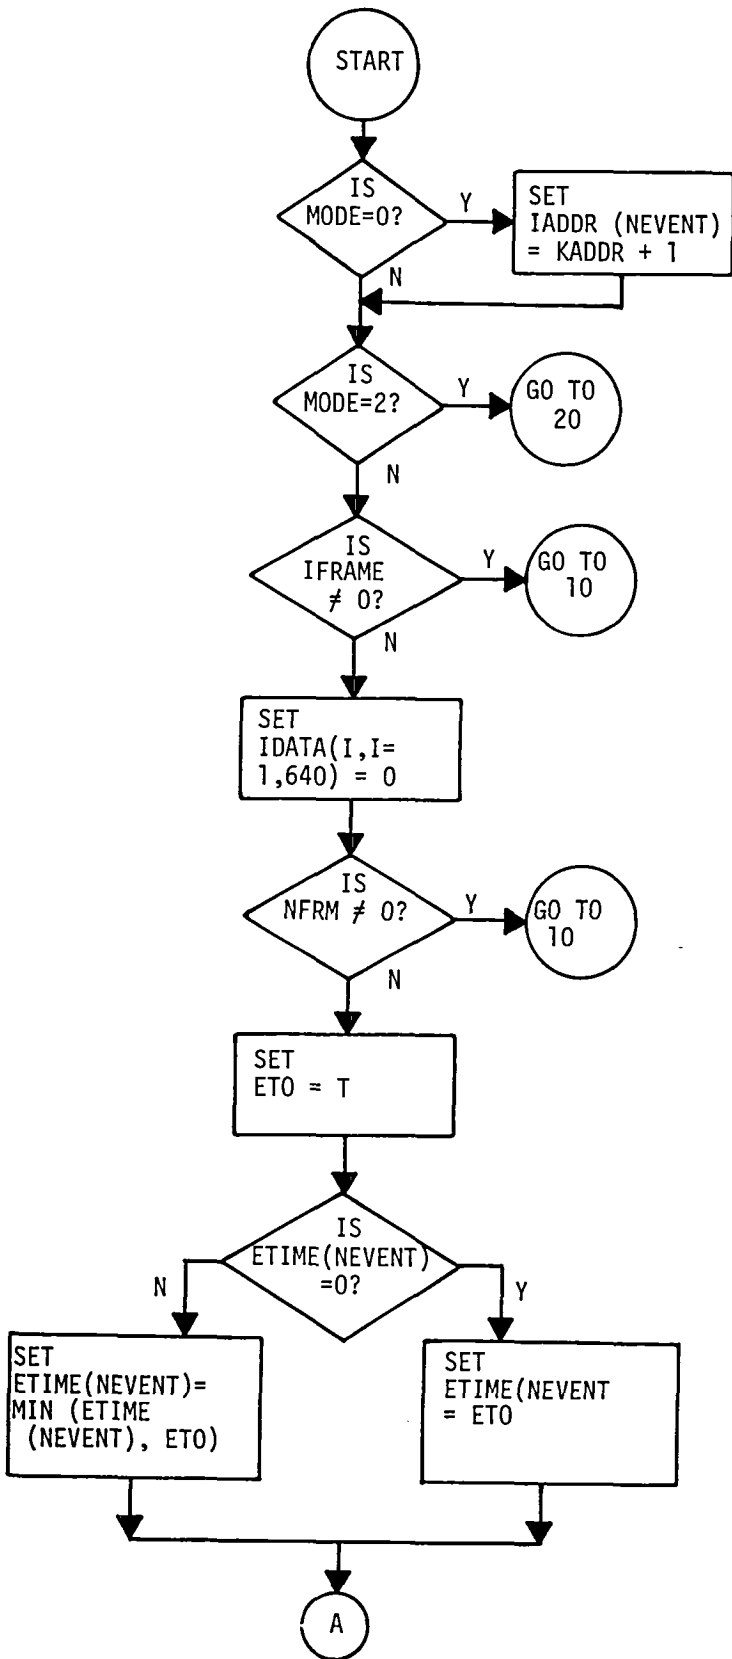 START
IS
MODE=0?
Y
SET
IADDR (NEVENT)
= KADDR + 1
N
IS
MODE=2?
Y
GO TO
20
N
IS
IFRAME
≠ 0?
Y
GO TO
10
N
SET
IDATA(I,I=
1,640) = 0
IS
NFRM ≠ 0?
Y
GO TO
10
N
SET
ETO = T
IS
ETIME(NEVENT)
=0?
N
Y
SET
ETIME(NEVENT)=
MIN (ETIME
(NEVENT), ETO)
SET
ETIME(NEVENT
= ETO
A